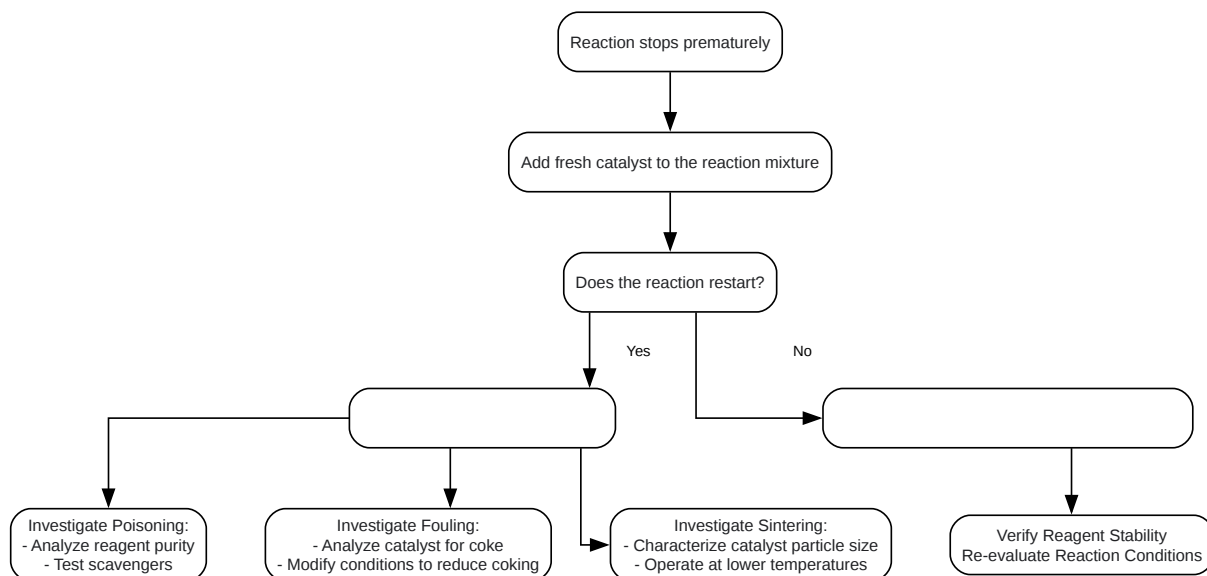 Reaction stops prematurely
Add fresh catalyst to the reaction mixture
Does the reaction restart?
Yes
No
Investigate Poisoning:
- Analyze reagent purity
- Test scavengers
Investigate Fouling:
- Analyze catalyst for coke
- Modify conditions to reduce coking
Investigate Sintering:
- Characterize catalyst particle size
- Operate at lower temperatures
Verify Reagent Stability
Re-evaluate Reaction Conditions